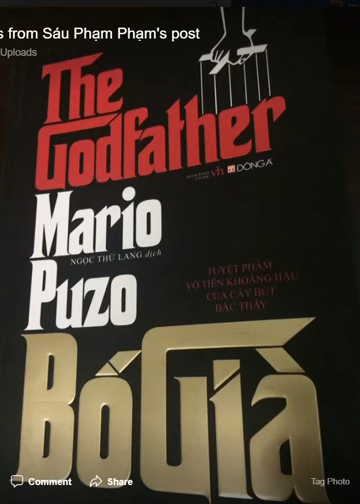 s from Sáu Phạm Phạm's post
Uploads
The
Godfather
vh ĐÔNG A
Mario
NGỌC THỨ LANG dịch
Puzo
TUYỆT PHẨM
VÔ TIỀN KHOÁNG HẬU
CỦA CÂY BÚT
BẬC THẦY
Bố Già
Comment
Share
Tag Photo